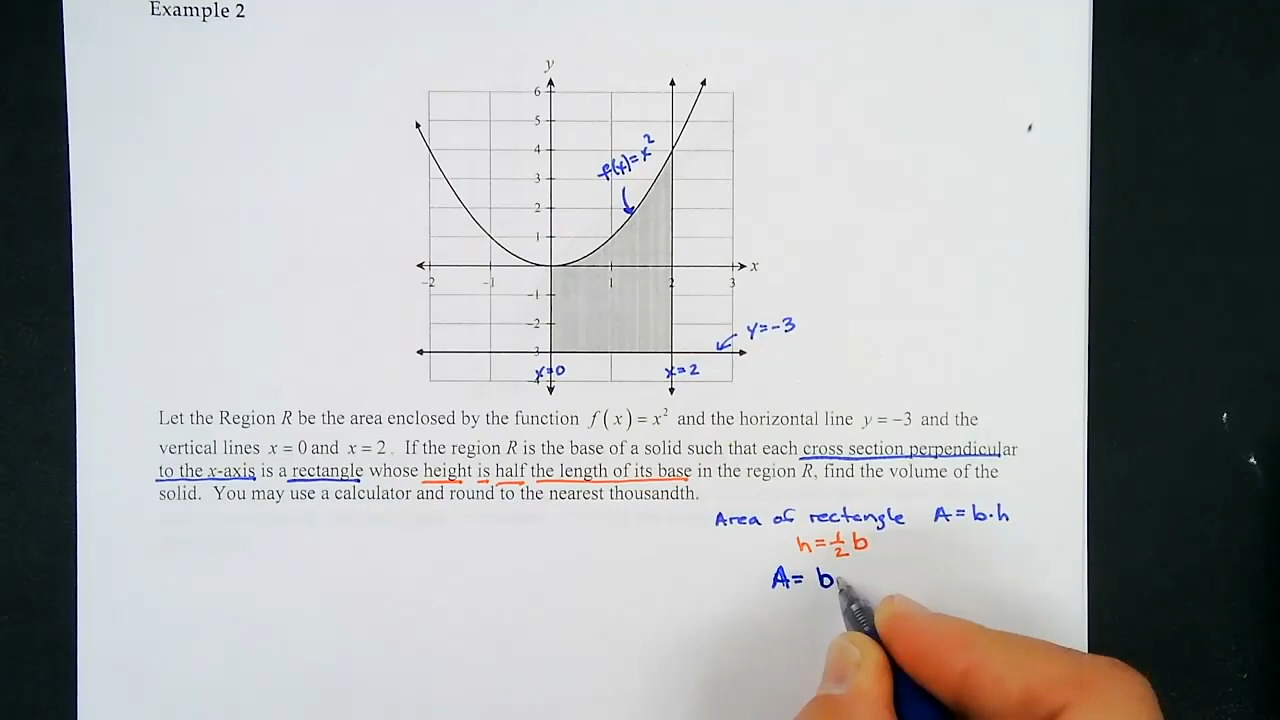 Example 2
y
6
5
4
f(x)=x²
3
2
1
x
-2 -1 1 2 3
-1
-2
y=-3
x=0 x=2
Let the Region R be the area enclosed by the function f(x) = x² and the horizontal line y = −3 and the
vertical lines x = 0 and x = 2. If the region R is the base of a solid such that each cross section perpendicular
to the x-axis is a rectangle whose height is half the length of its base in the region R, find the volume of the
solid. You may use a calculator and round to the nearest thousandth.
Area of rectangle A = b·h
h = ½ b
A = b